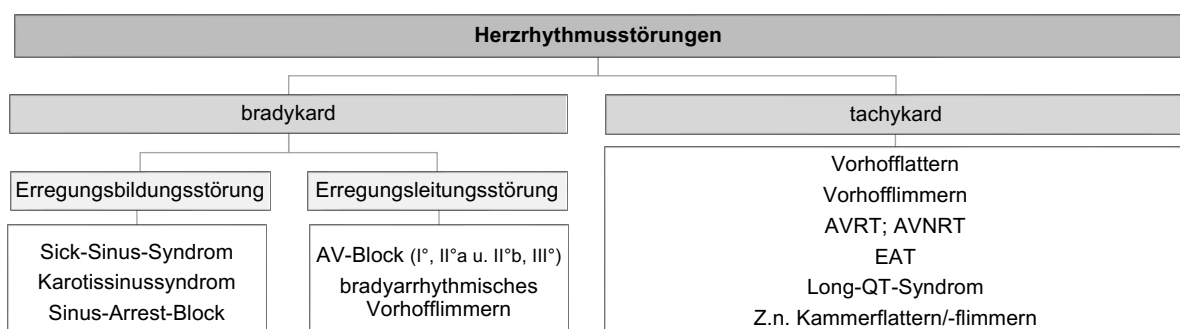 Herzrhythmusstörungen
bradykard
Erregungsbildungsstörung
Sick-Sinus-Syndrom
Karotissinussyndrom
Sinus-Arrest-Block
Erregungsleitungsstörung
AV-Block (I°, II°a u. II°b, III°)
bradyarrhythmisches
Vorhofflimmern
tachykard
Vorhofflattern
Vorhofflimmern
AVRT; AVNRT
EAT
Long-QT-Syndrom
Z.n. Kammerflattern/-flimmern